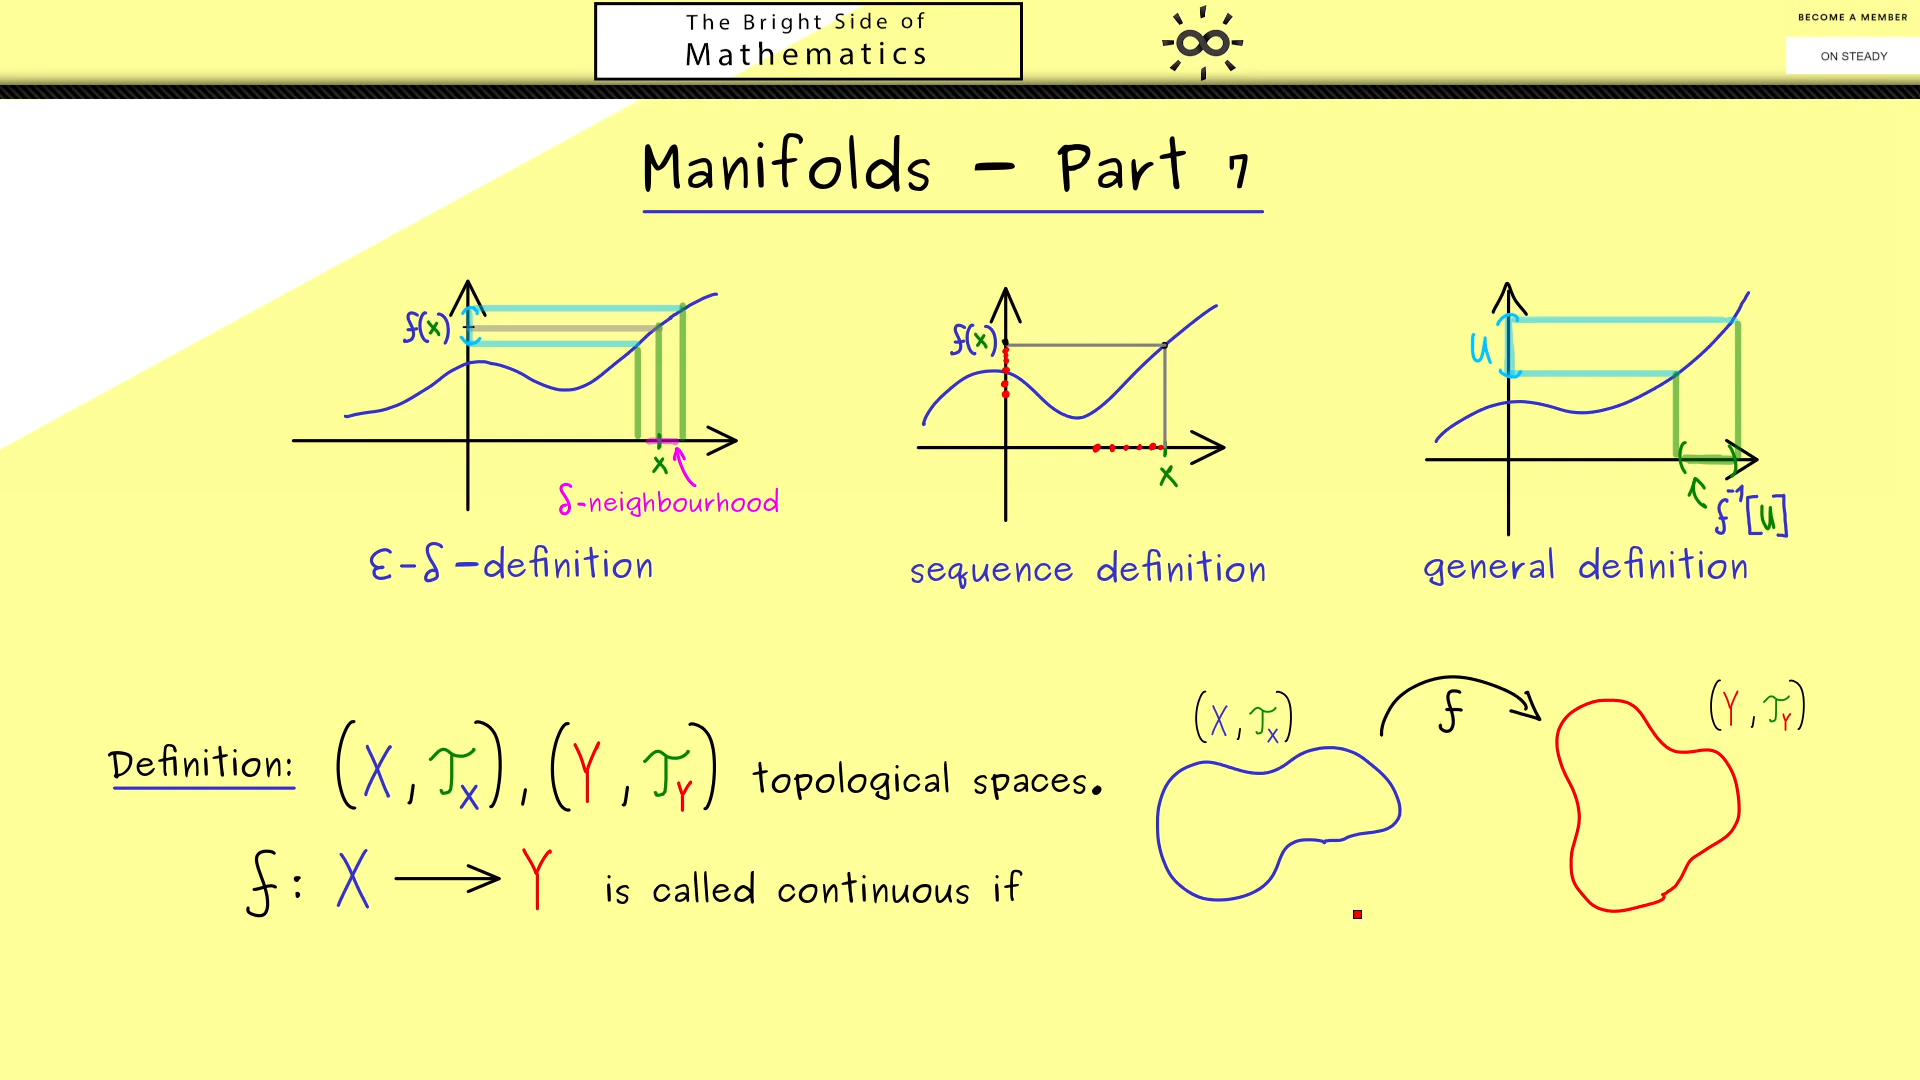 The Bright Side of
Mathematics
BECOME A MEMBER
ON STEADY
Manifolds - Part 7
f(x)
x
δ-neighbourhood
ε-δ-definition
f(x)
x
sequence definition
U
f⁻¹[U]
general definition
Definition: (X, 𝒯_X), (Y, 𝒯_Y) topological spaces.
f: X ⟶ Y is called continuous if
(X, 𝒯_X)
f
(Y, 𝒯_Y)